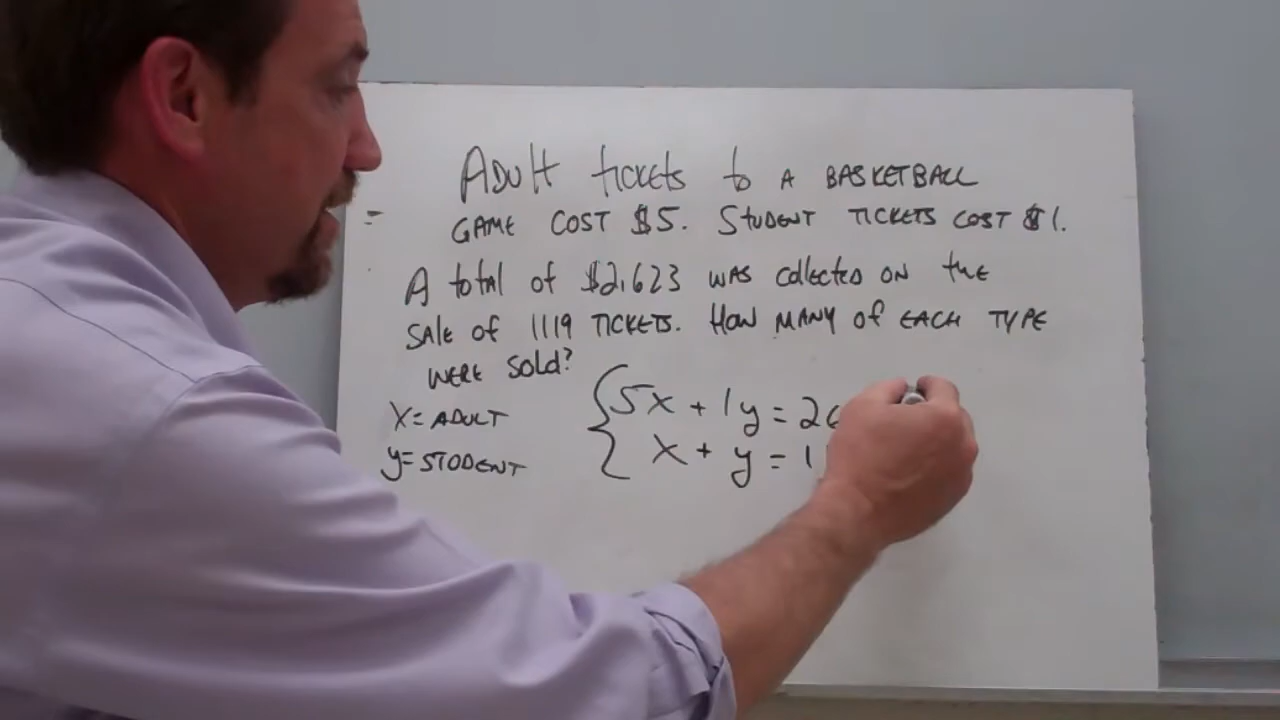 ADULT TICKETS TO A BASKETBALL
GAME COST $5. STUDENT TICKETS COST $1.
A TOTAL OF $2,623 WAS COLLECTED ON THE
SALE OF 1119 TICKETS. HOW MANY OF EACH TYPE
WERE SOLD?
X = ADULT
5x + 1y = 26
y = STODENT
x + y = 1